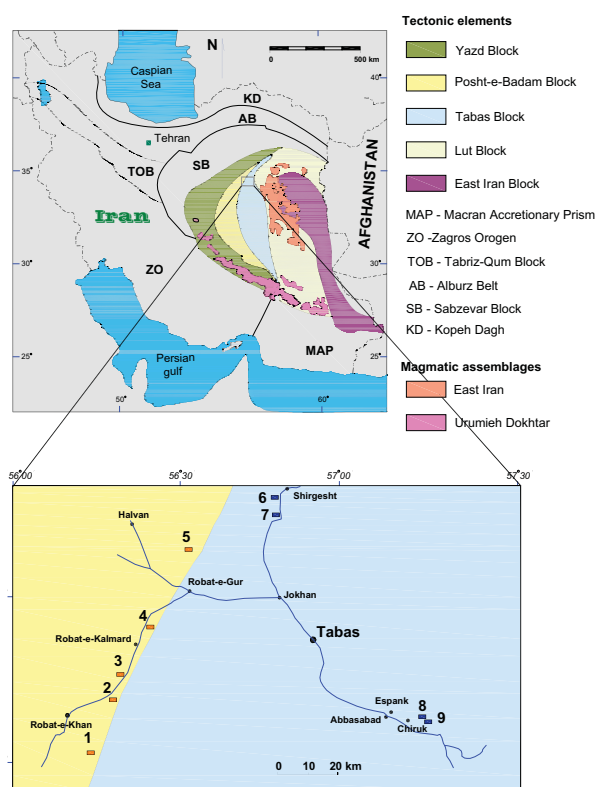 Tectonic elements
Yazd Block
Posht-e-Badam Block
Tabas Block
Lut Block
East Iran Block
MAP - Macran Accretionary Prism
ZO -Zagros Orogen
TOB - Tabriz-Qum Block
AB - Alburz Belt
SB - Sabzevar Block
KD - Kopeh Dagh
Magmatic assemblages
East Iran
Urumieh Dokhtar
N
0 500 km
Caspian
Sea
40°
KD
AB
Tehran
TOB
SB
35°
AFGHANISTAN
Iran
ZO
30°
30°
MAP
Persian
gulf
25°
25°
50°
60°
56°00
56°30
57°00
57°30
6
Shirgesht
7
Halvan
5
Robat-e-Gur
Jokhan
4
Tabas
Robat-e-Kalmard
3
2
Espank
8
Abbasabad
9
Chiruk
Robat-e-Khan
1
0 10 20 km